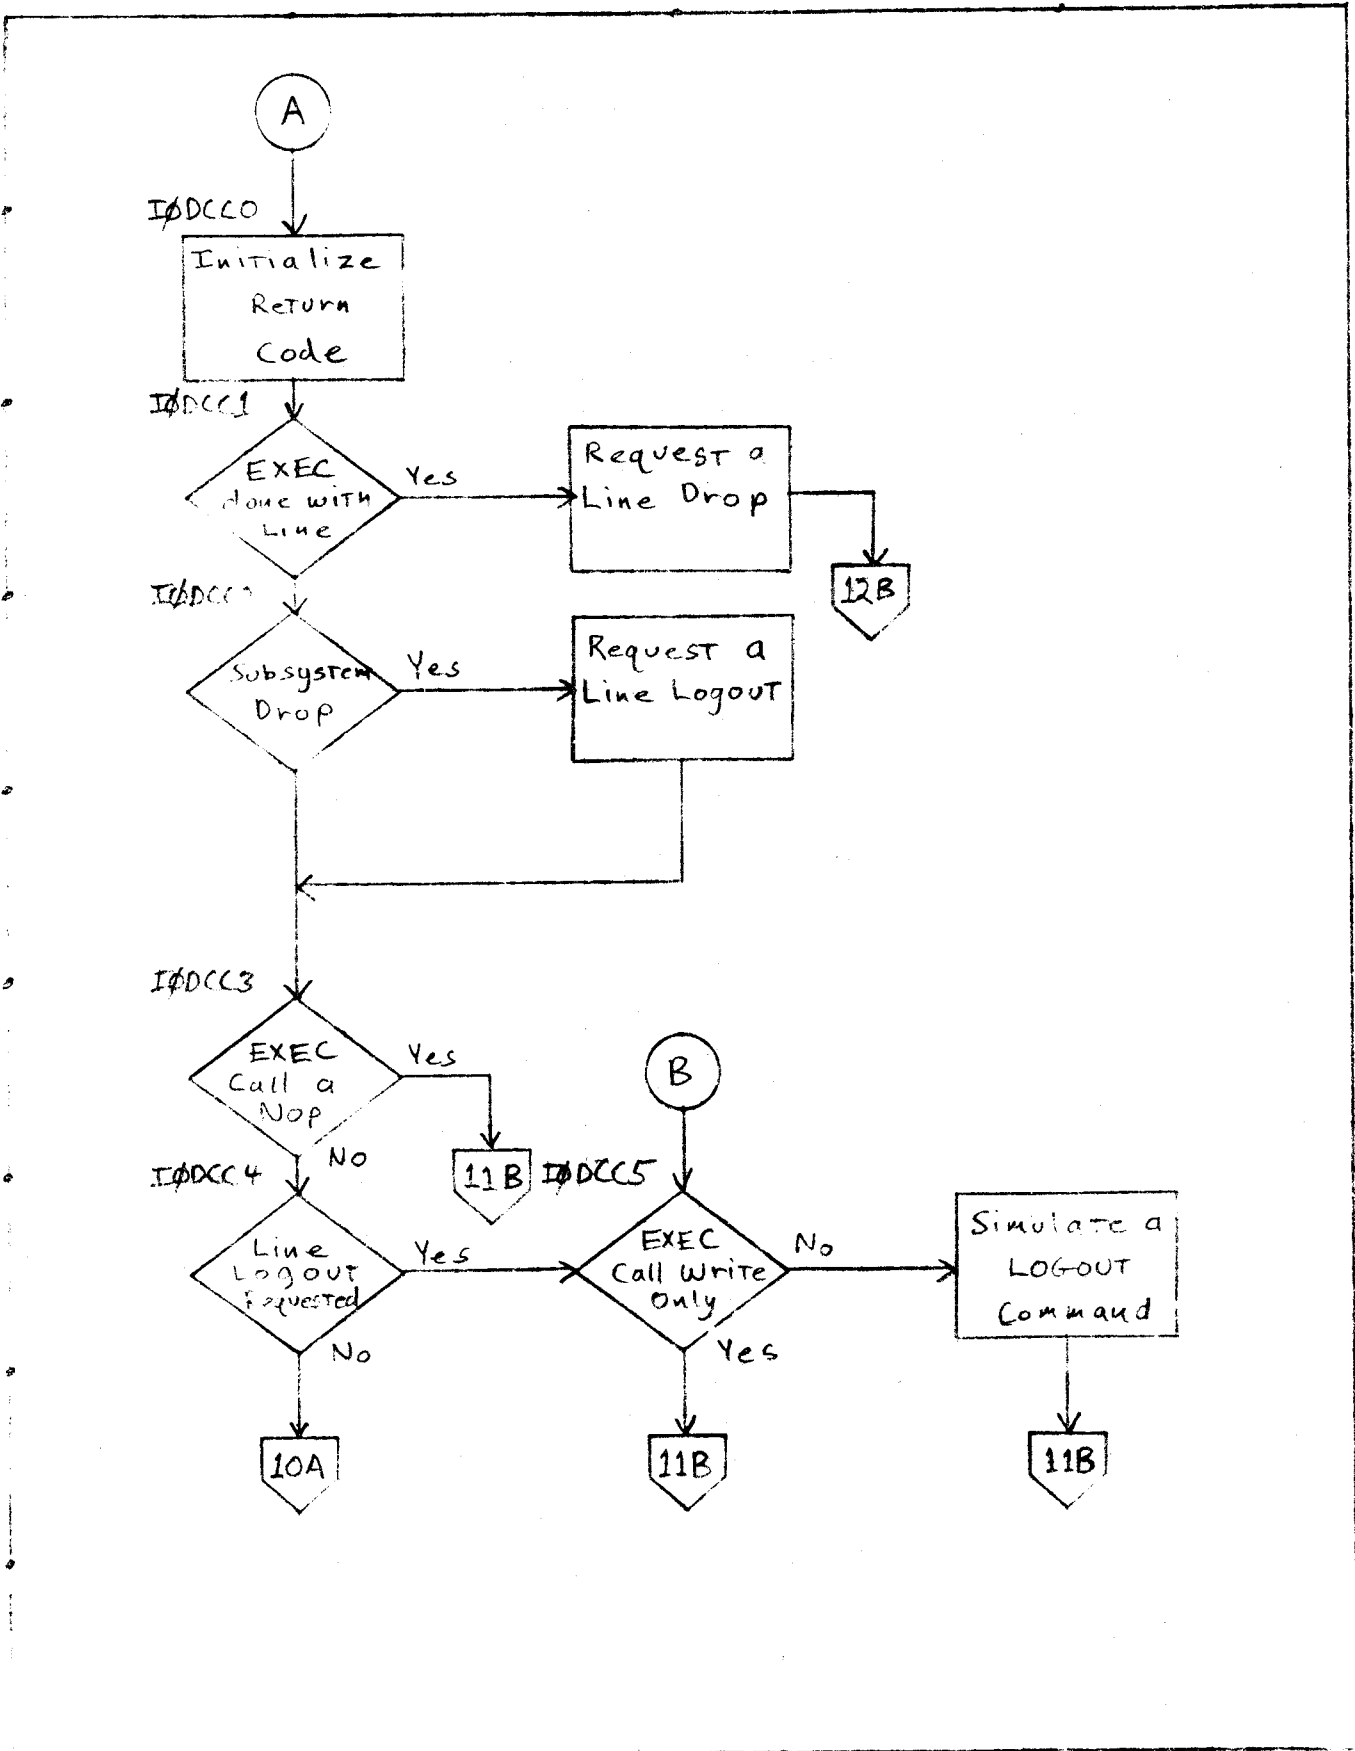 A
IØDCC0
Initialize
Return
Code
IØDCC1
EXEC
done with
Line
Yes
Request a
Line Drop
12B
IØDCC
Subsystem
Drop
Yes
Request a
Line Logout
IØDCC3
EXEC
Call a
Nop
Yes
No
11B
B
IØDCC4
Line
Logout
Requested
Yes
No
IØDCC5
EXEC
Call Write
Only
No
Yes
Simulate a
LOGOUT
Command
10A
11B
11B